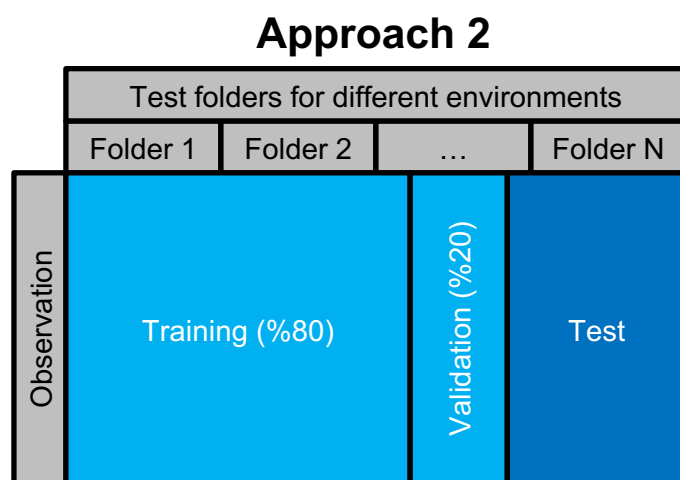 Approach 2
Test folders for different environments
Folder 1
Folder 2
…
Folder N
Observation
Training (%80)
Validation (%20)
Test